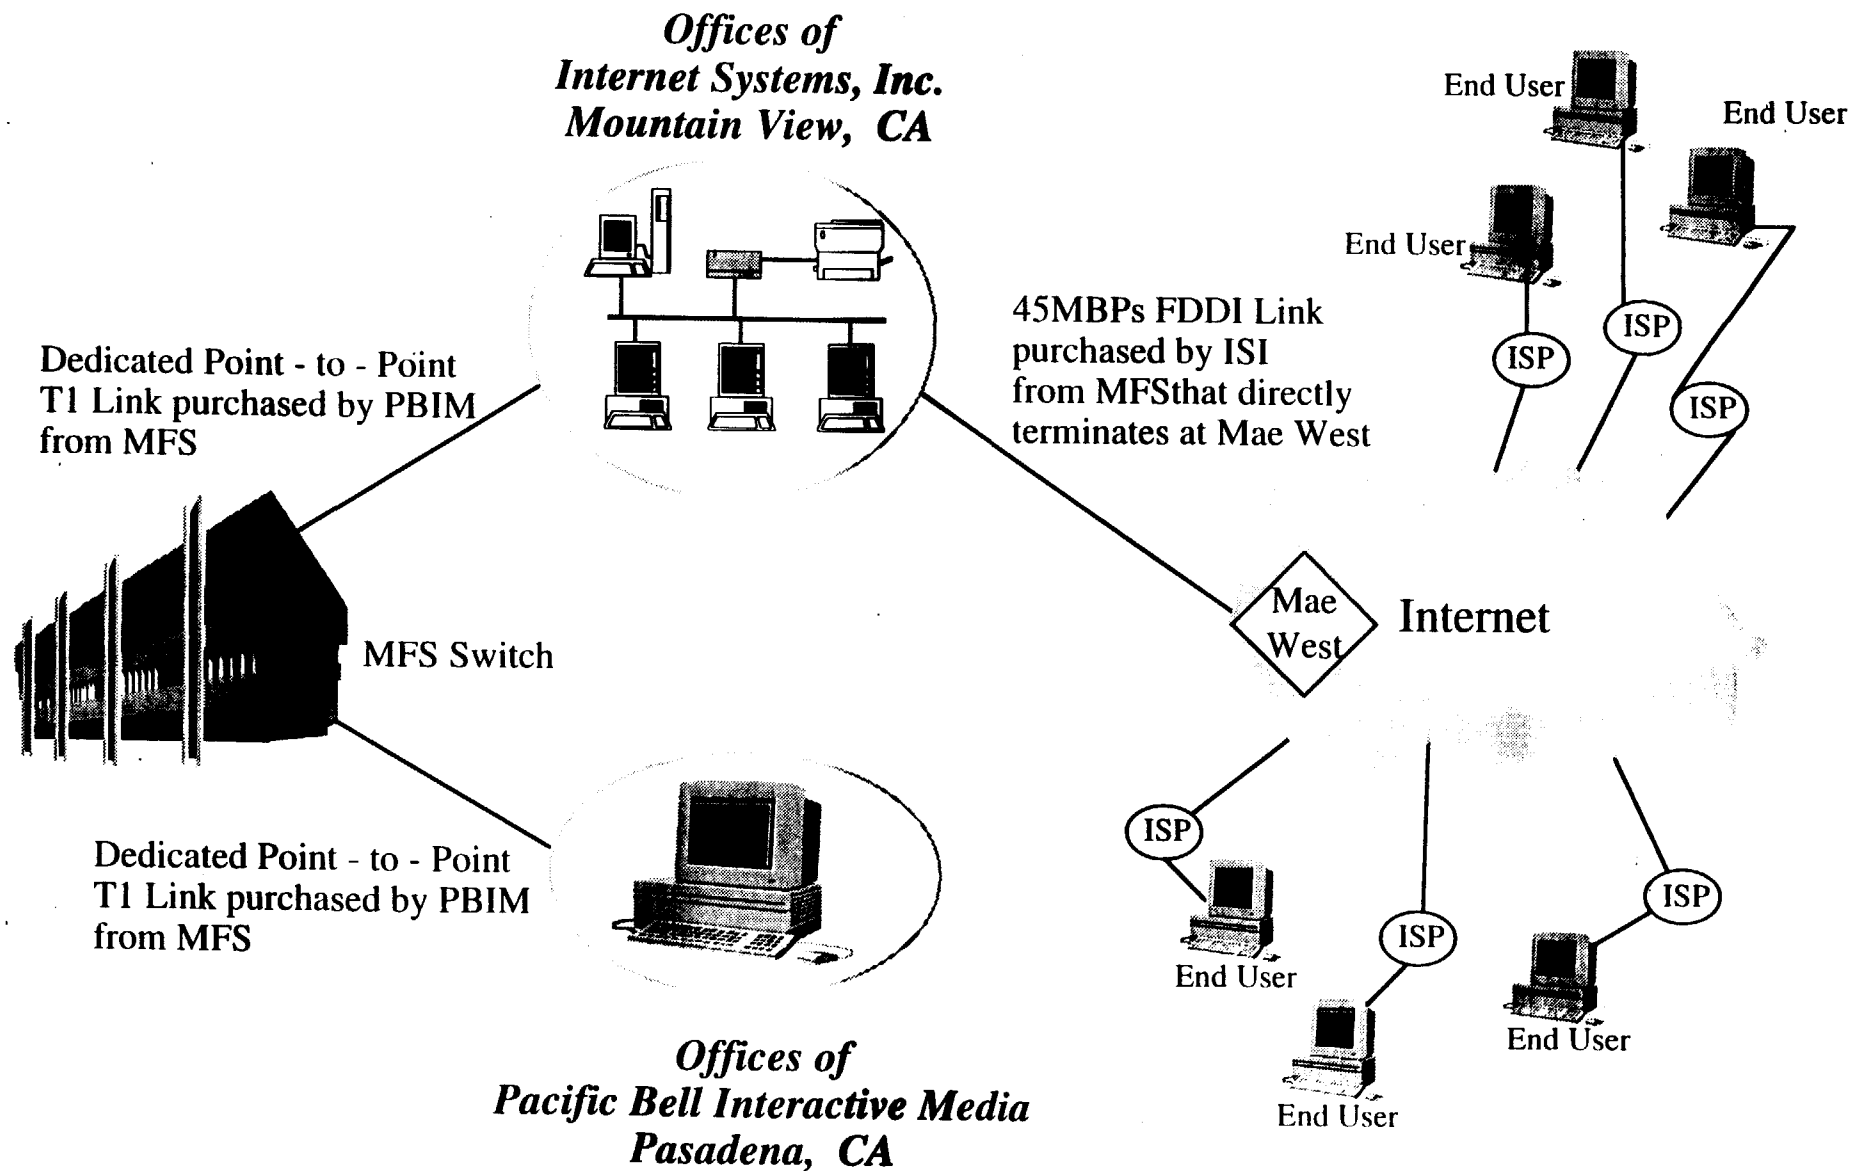 Offices of
Internet Systems, Inc.
Mountain View, CA
End User
End User
End User
ISP
ISP
ISP
45MBPs FDDI Link
purchased by ISI
from MFSthat directly
terminates at Mae West
Dedicated Point - to - Point
T1 Link purchased by PBIM
from MFS
MFS Switch
Mae
West
Internet
Dedicated Point - to - Point
T1 Link purchased by PBIM
from MFS
ISP
ISP
ISP
End User
End User
End User
Offices of
Pacific Bell Interactive Media
Pasadena, CA